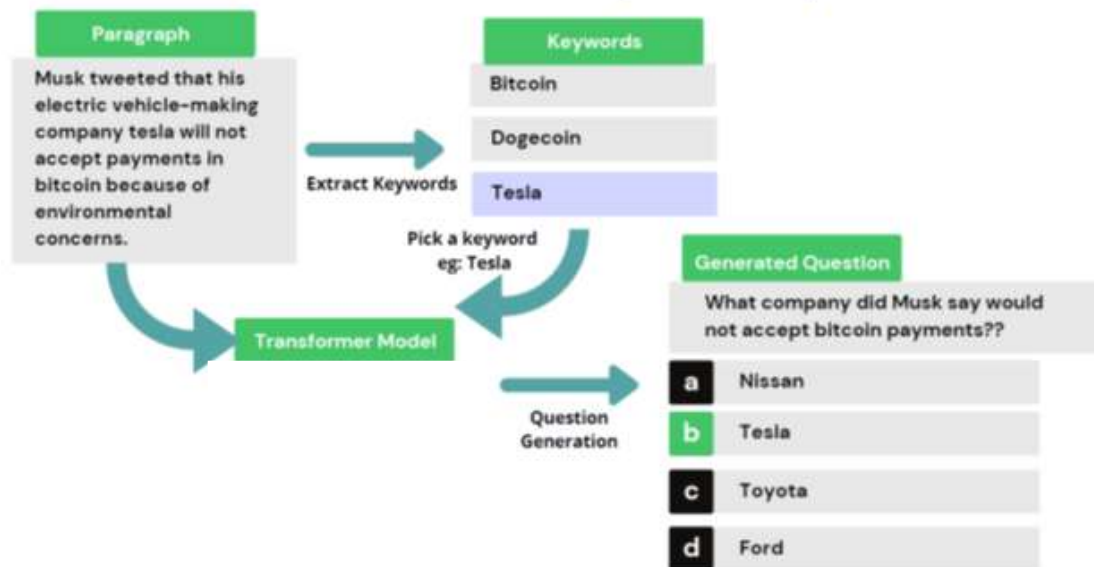 Paragraph
Musk tweeted that his
electric vehicle-making
company tesla will not
accept payments in
bitcoin because of
environmental
concerns.
Extract Keywords
Keywords
Bitcoin
Dogecoin
Tesla
Pick a keyword
eg: Tesla
Transformer Model
Question
Generation
Generated Question
What company did Musk say would
not accept bitcoin payments??
a Nissan
b Tesla
c Toyota
d Ford